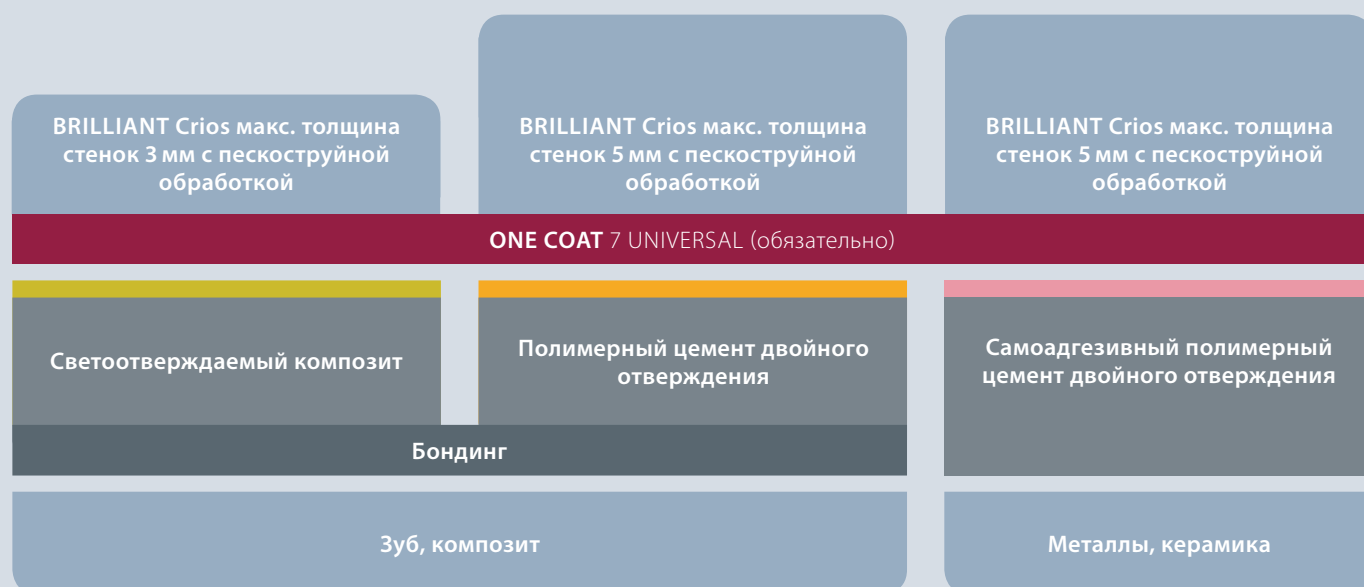 BRILLIANT Crios макс. толщина
стенок 3 мм с пескоструйной
обработкой
BRILLIANT Crios макс. толщина
стенок 5 мм с пескоструйной
обработкой
BRILLIANT Crios макс. толщина
стенок 5 мм с пескоструйной
обработкой
ONE COAT 7 UNIVERSAL (обязательно)
Светоотверждаемый композит
Полимерный цемент двойного
отверждения
Самоадгезивный полимерный
цемент двойного отверждения
Бондинг
Зуб, композит
Металлы, керамика